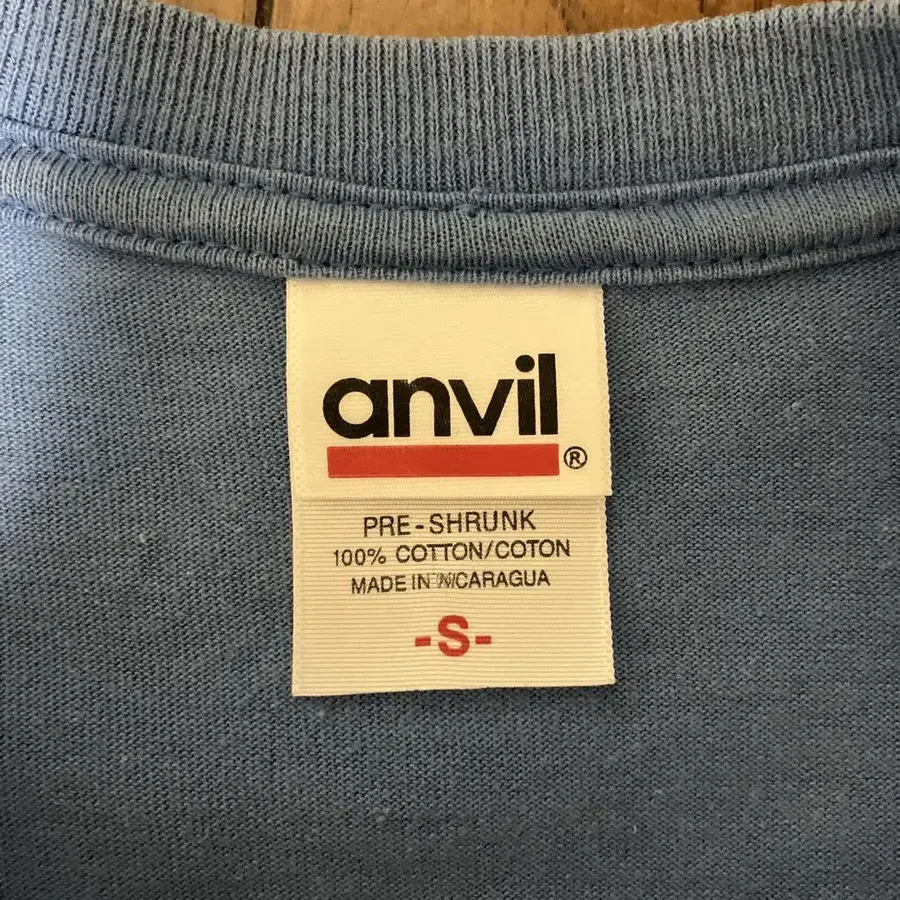 anvil
®
PRE-SHRUNK
100% COTTON/COTON
MADE IN NICARAGUA
-S-